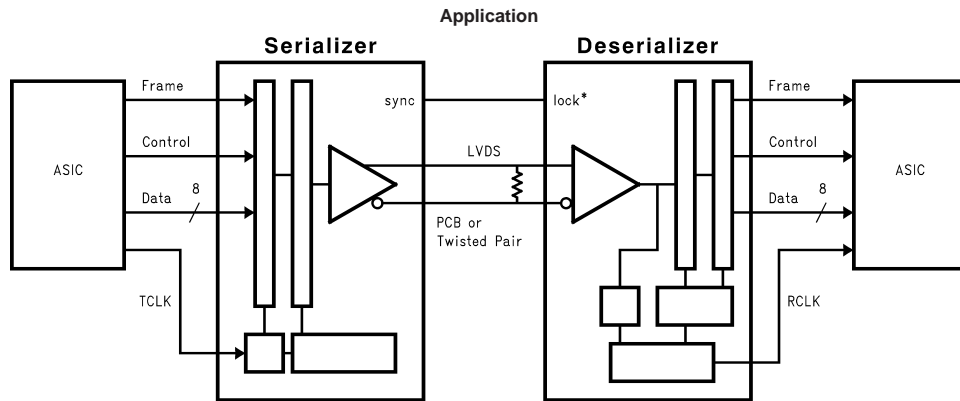 Application
Serializer
Deserializer
Frame
sync
lock*
Frame
Control
LVDS
Control
ASIC
ASIC
8
Data
8
Data
PCB or
Twisted Pair
TCLK
RCLK